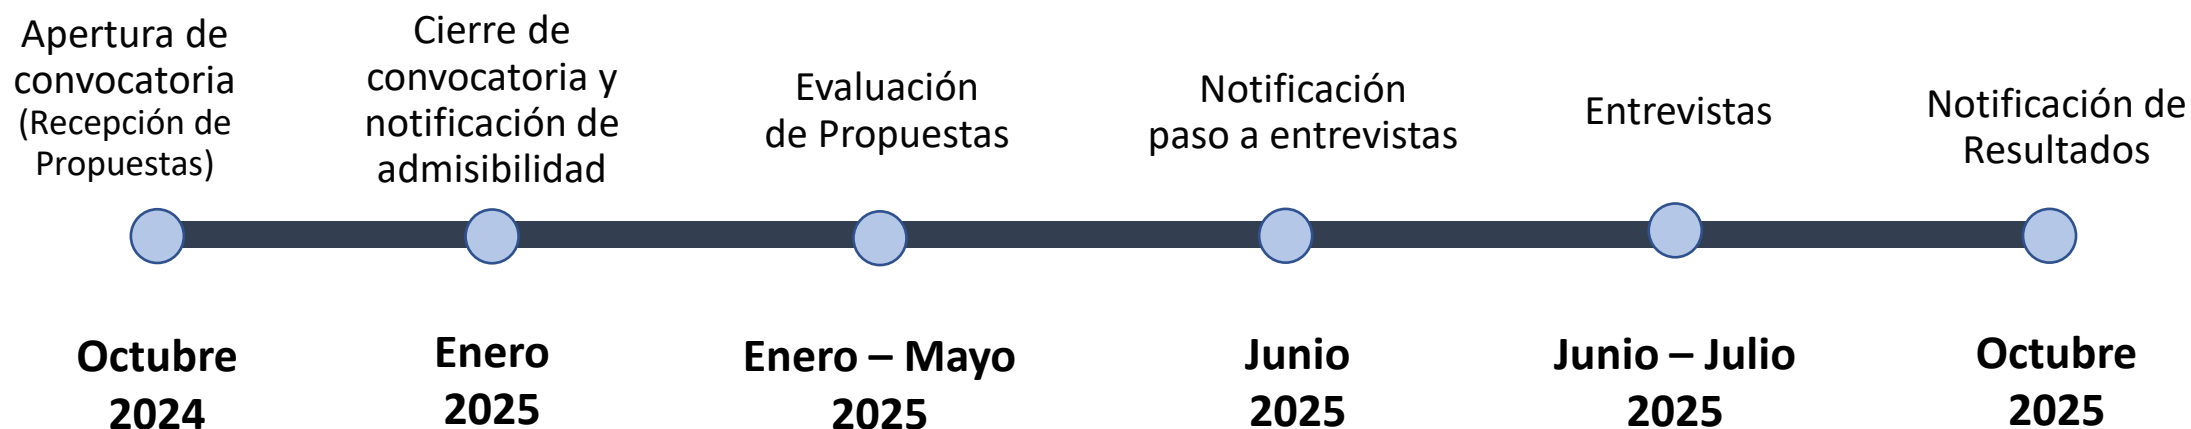 Apertura de
convocatoria
(Recepción de
Propuestas)
Cierre de
convocatoria y
notificación de
admisibilidad
Evaluación
de Propuestas
Notificación
paso a entrevistas
Entrevistas
Notificación de
Resultados
Octubre
2024
Enero
2025
Enero – Mayo
2025
Junio
2025
Junio – Julio
2025
Octubre
2025